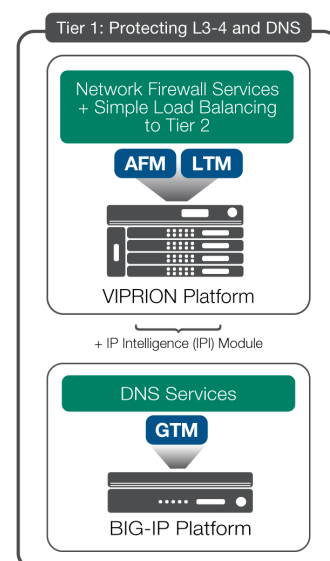 Tier 1: Protecting L3-4 and DNS
Network Firewall Services
+ Simple Load Balancing
to Tier 2
AFM LTM
VIPRION Platform
+ IP Intelligence (IPI) Module
DNS Services
GTM
BIG-IP Platform